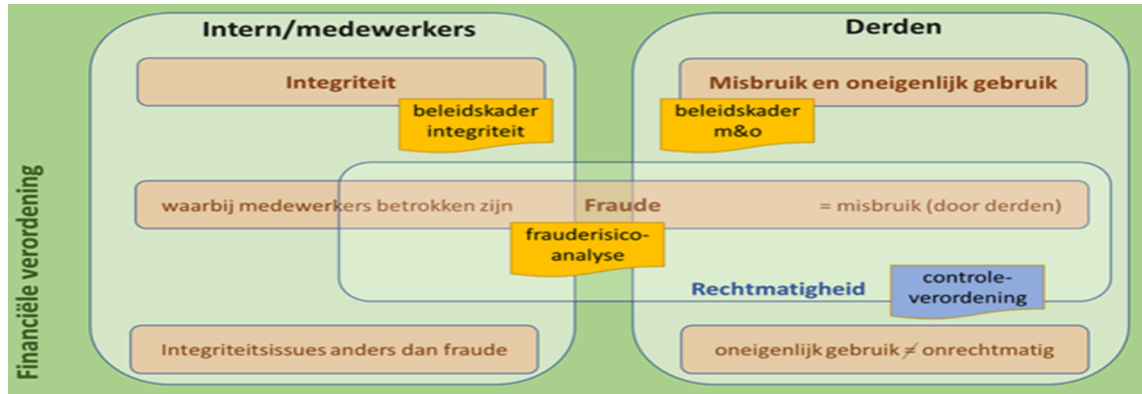 Financiële verordening
Intern/medewerkers
Integriteit
beleidskader
integriteit
Derden
Misbruik en oneigenlijk gebruik
beleidskader
m&o
waarbij medewerkers betrokken zijn
Fraude
= misbruik (door derden)
frauderisico-
analyse
Rechtmatigheid
controle-
verordening
Integriteitsissues anders dan fraude
oneigenlijk gebruik ≠ onrechtmatig